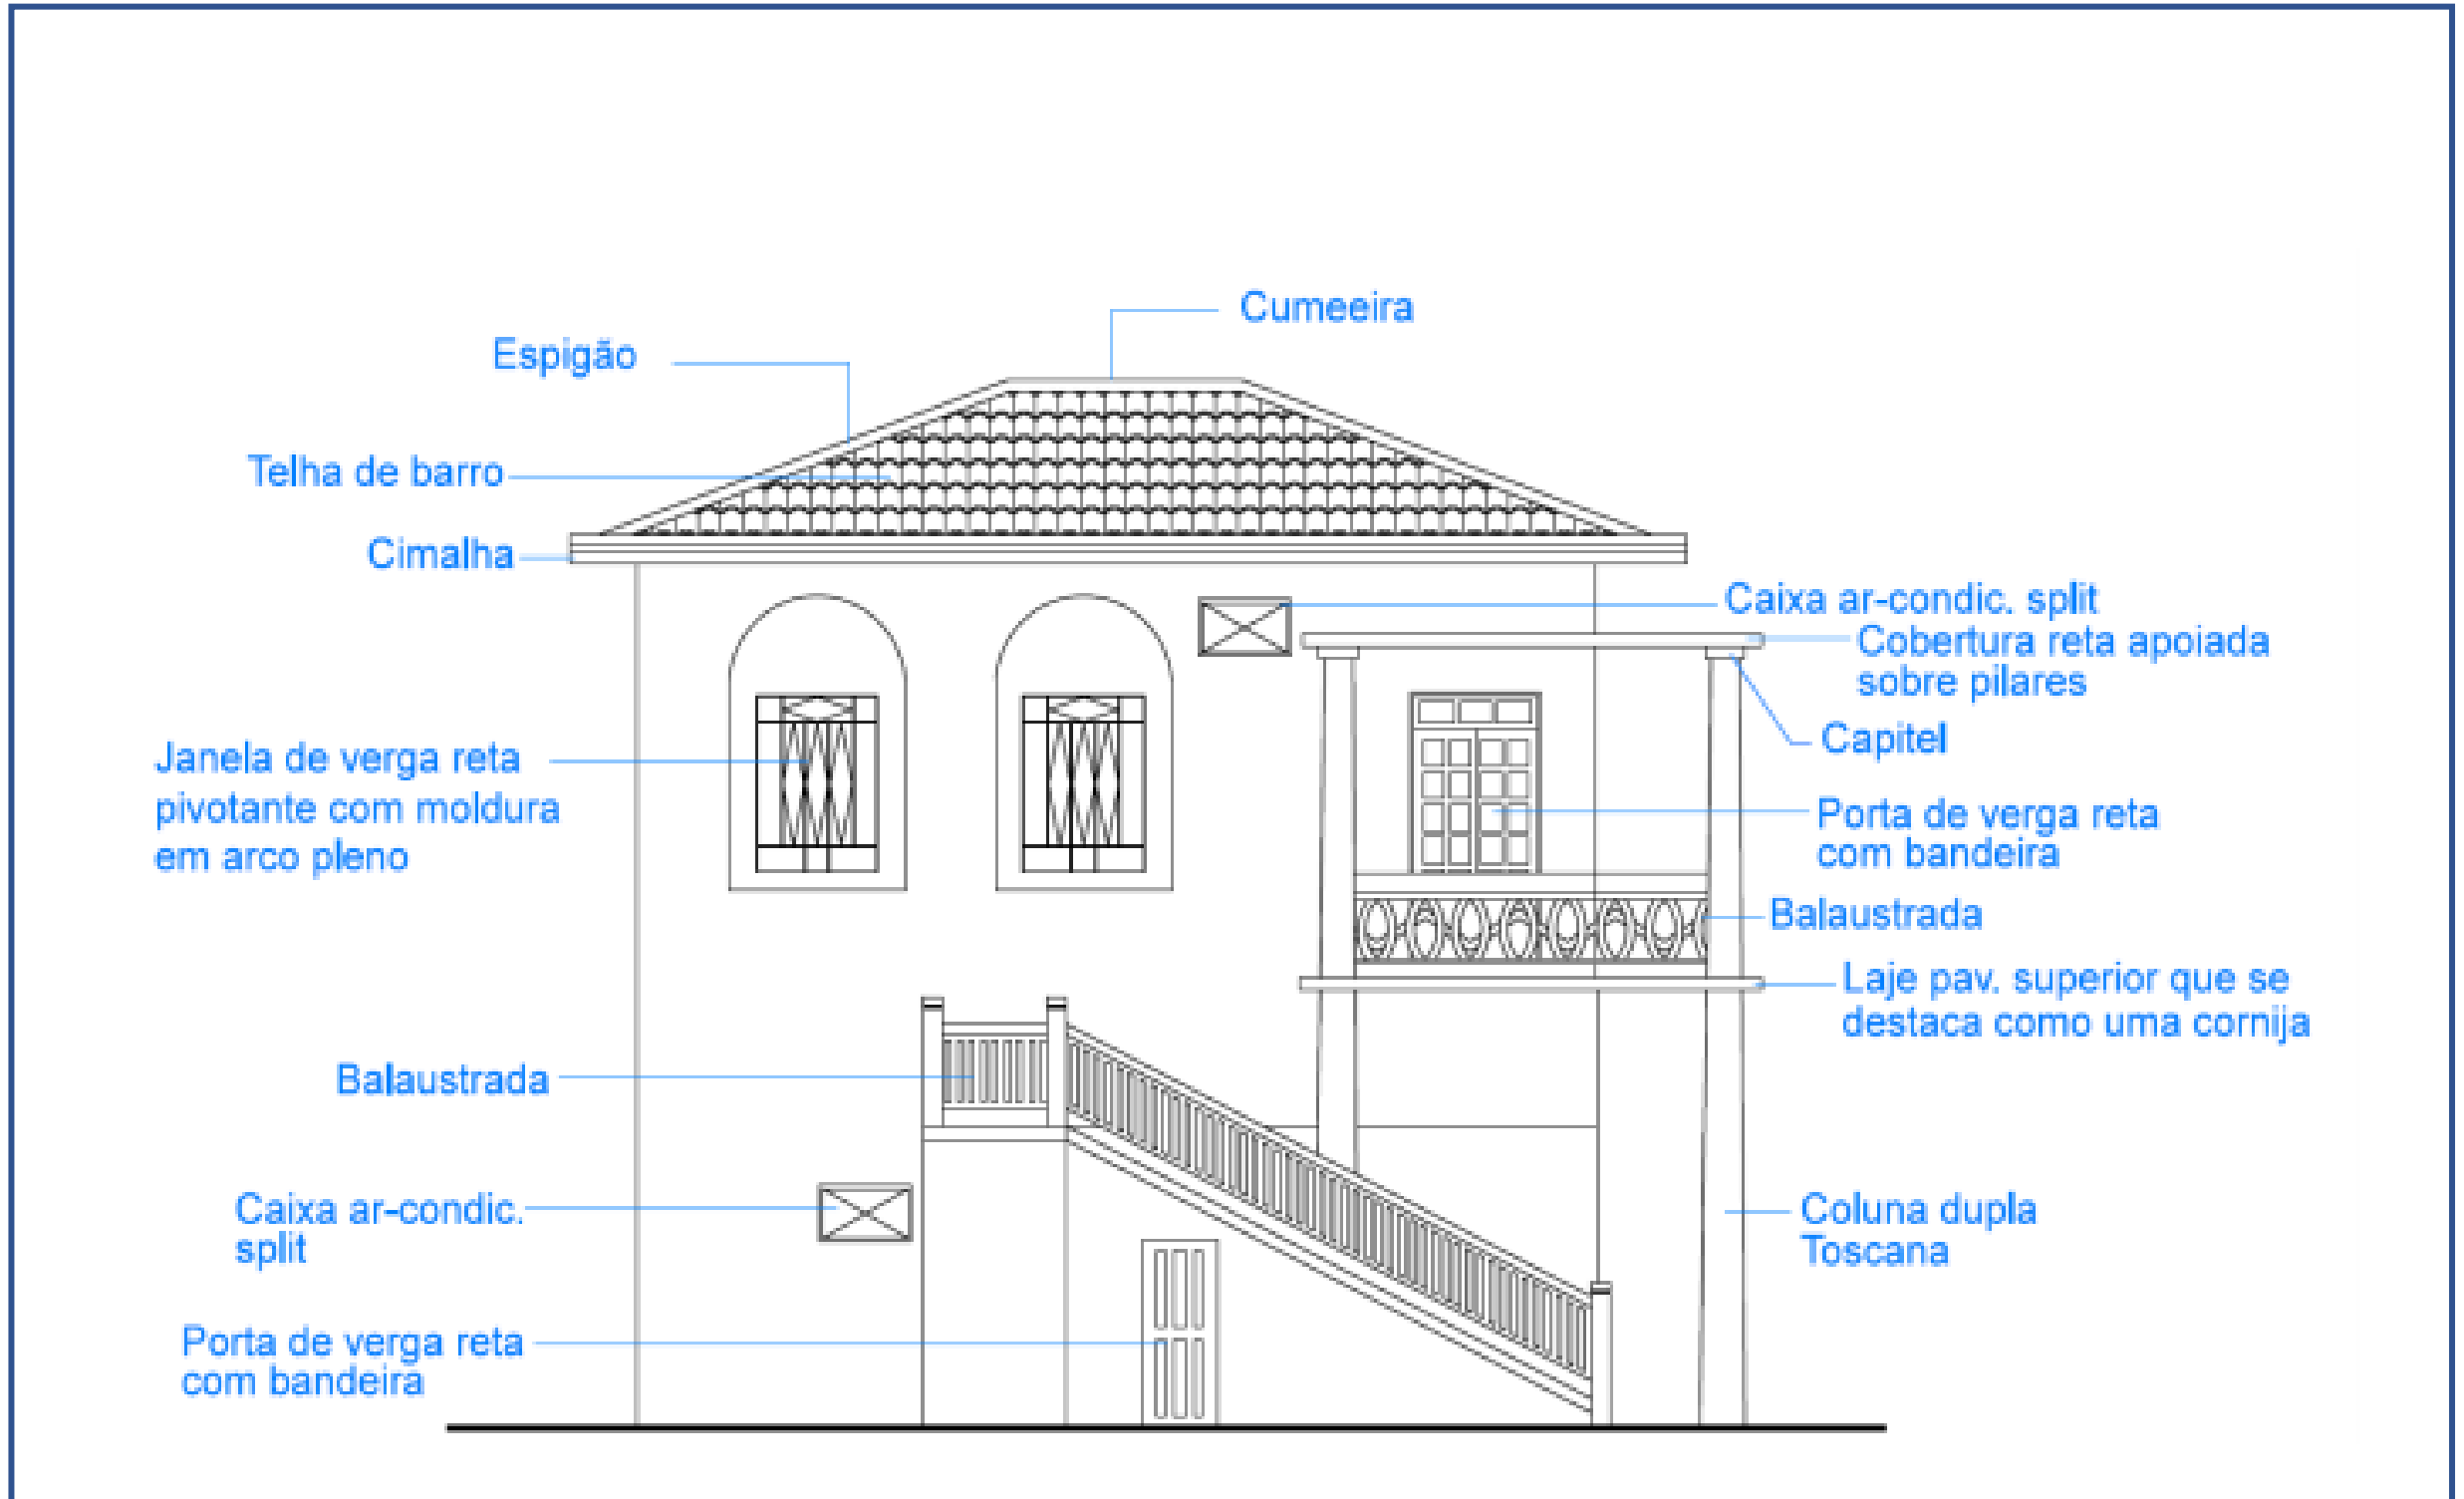 Cumeeira
Espigão
Telha de barro
Cimalha
Caixa ar-condic. split
Cobertura reta apoiada
sobre pilares
Capitel
Janela de verga reta
pivotante com moldura
em arco pleno
Porta de verga reta
com bandeira
Balaustrada
Laje pav. superior que se
destaca como uma cornija
Balaustrada
Caixa ar-condic.
split
Coluna dupla
Toscana
Porta de verga reta
com bandeira